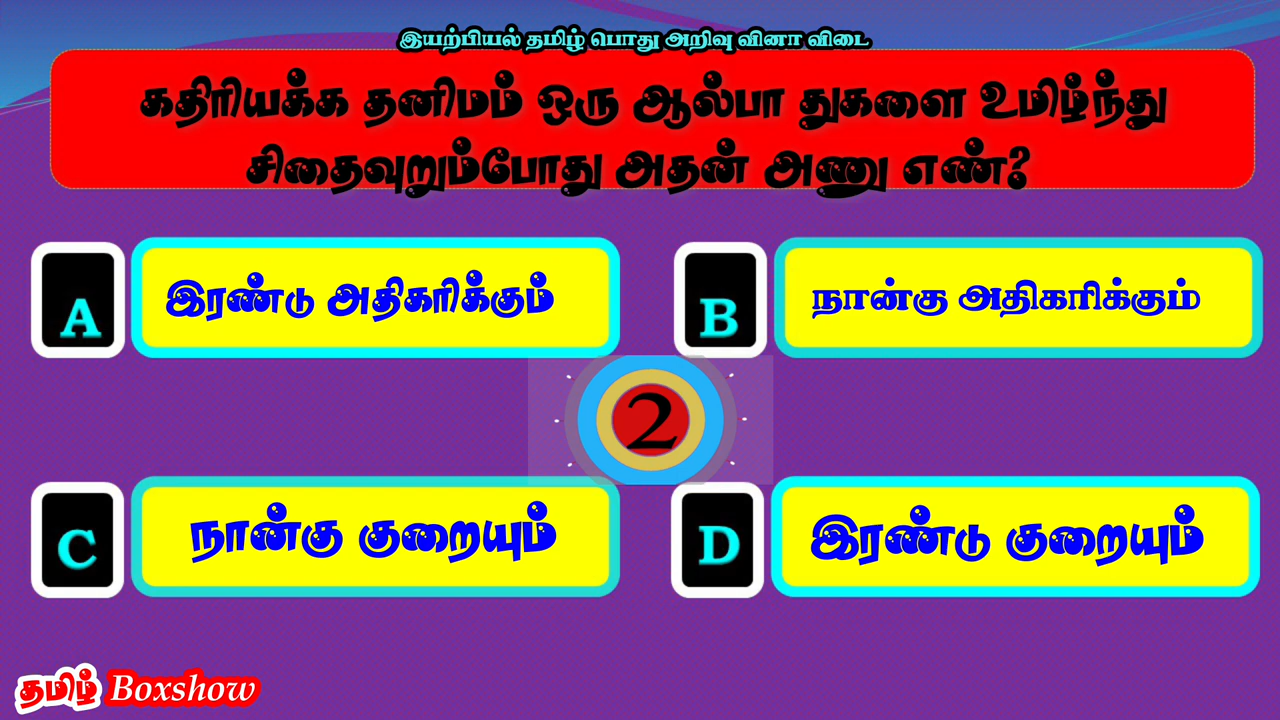 இயற்பியல் தமிழ் பொது அறிவு வினா விடை
கதிரியக்க தனிமம் ஒரு ஆல்பா துகளை உமிழ்ந்து
சிதைவுறும்போது அதன் அணு எண்?
A
இரண்டு அதிகரிக்கும்
B
நான்கு அதிகரிக்கும்
2
C
நான்கு குறையும்
D
இரண்டு குறையும்
தமிழ் Boxshow